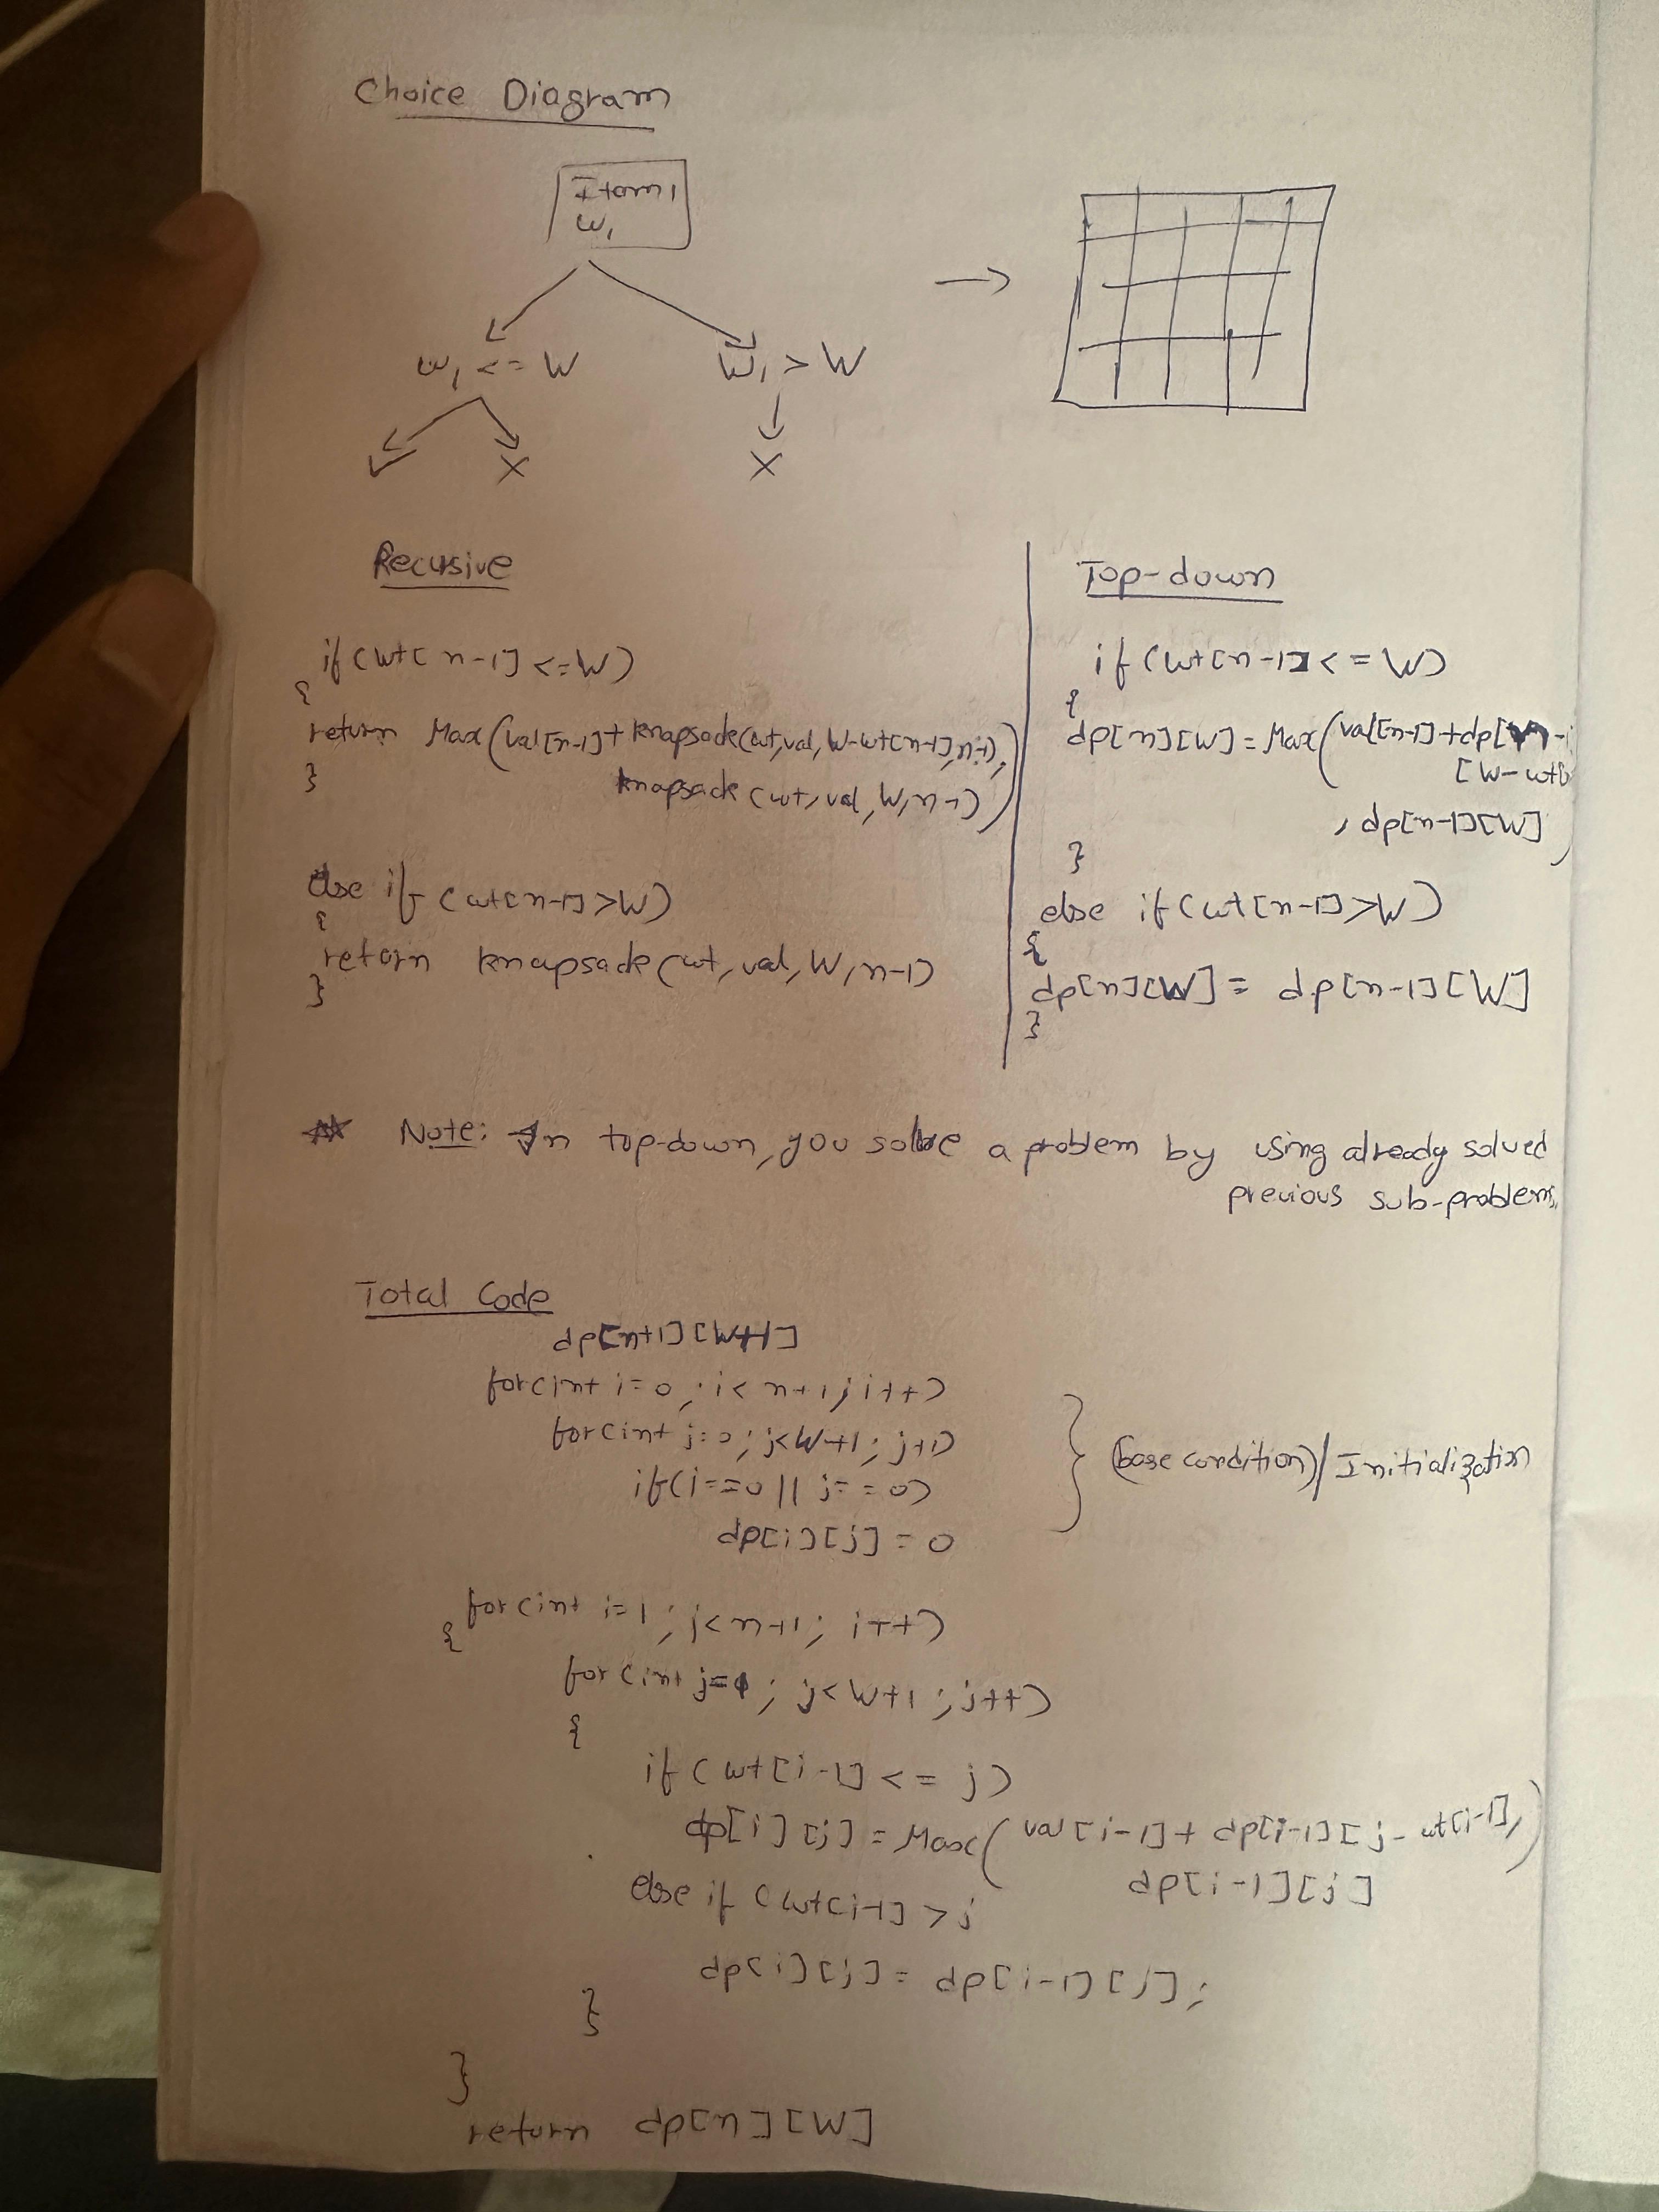 Choice Diagram
Item1
w1
w1 <= W
W1 > W
✓ X
X
Recursive
if (wt[n-1] <= W)
{
return Max(val[n-1] + knapsack(wt, val, W-wt[n-1], n-1),
knapsack (wt, val, W, n-1))
}
else if (wt[n-1] > W)
{
return knapsack (wt, val, W, n-1)
}
Top-down
if (wt[n-1] <= W)
{
dp[n][W] = Max(val[n-1] + dp[n-1
[W-wt[
, dp[n-1][W]
)
}
else if (wt[n-1] > W)
{
dp[n][W] = dp[n-1][W]
}
Note: In top-down, you solve a problem by using already solved
previous sub-problems.
Total Code
dp[n+1][W+1]
for(int i=0; i< n+1; i++)
for(int j=0; j<W+1; j++)
if(i==0 || j==0)
dp[i][j] = 0
} (base condition)/Initialization
for(int i=1; j<n+1; i++)
{
for(int j=1; j<W+1; j++)
{
if (wt[i-1] <= j)
dp[i][j] = Max( val[i-1] + dp[i-1][j-wt[i-1],
dp[i-1][j] )
else if (wt[i-1] > j
dp[i][j] = dp[i-1][j];
}
}
return dp[n][W]